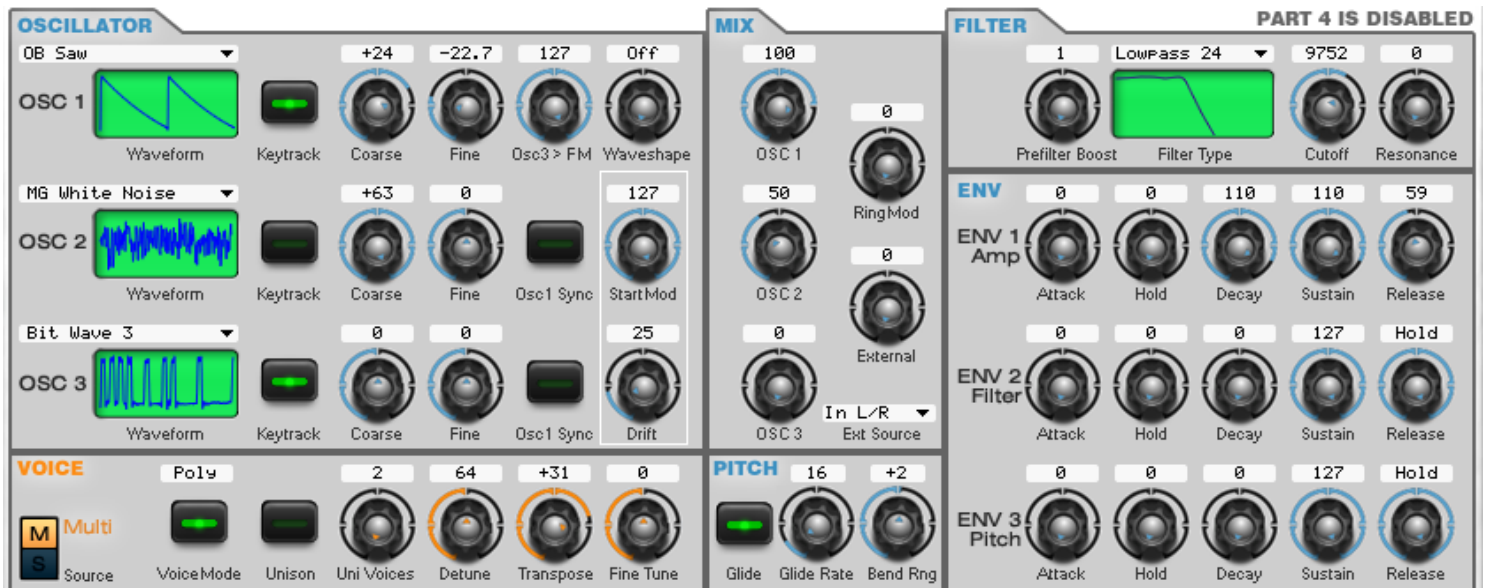 OSCILLATOR
OB Saw
+24 -22.7 127 Off
OSC 1
Waveform Keytrack Coarse Fine Osc3 > FM Waveshape
MG White Noise
+63 0 127
OSC 2
Waveform Keytrack Coarse Fine Osc1 Sync Start Mod
Bit Wave 3
0 0 25
OSC 3
Waveform Keytrack Coarse Fine Osc1 Sync Drift
MIX
100
OSC 1
0
Ring Mod
50
OSC 2
0
External
0
OSC 3
In L/R
Ext Source
PART 4 IS DISABLED
FILTER
1 Lowpass 24 9752 0
Prefilter Boost Filter Type Cutoff Resonance
ENV
0 0 110 110 59
ENV 1
Amp
Attack Hold Decay Sustain Release
0 0 0 127 Hold
ENV 2
Filter
Attack Hold Decay Sustain Release
0 0 0 127 Hold
ENV 3
Pitch
Attack Hold Decay Sustain Release
VOICE
Poly 2 64 +31 0
M Multi
S
Source Voice Mode Unison Uni Voices Detune Transpose Fine Tune
PITCH
16 +2
Glide Glide Rate Bend Rng